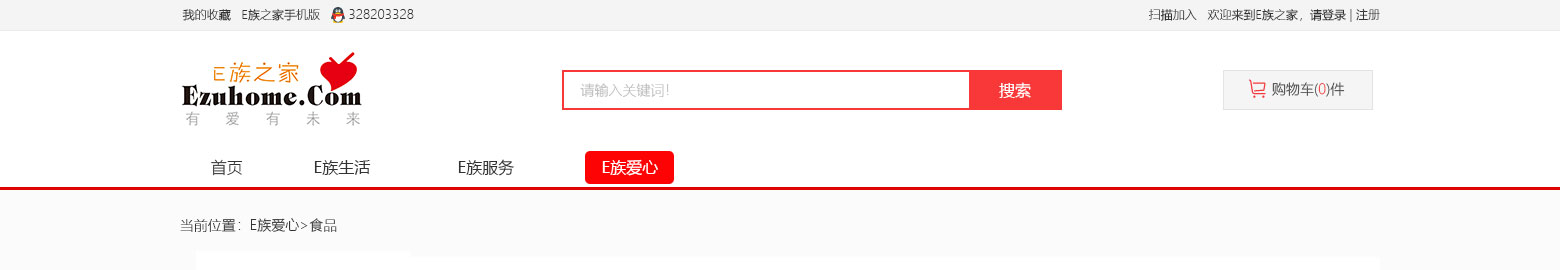 我的收藏 E族之家手机版 328203328 扫描加入 欢迎来到E族之家，请登录 | 注册
E族之家
Ezuhome.Com
有爱有未来
请输入关键词! 搜索
购物车(0)件
首页 E族生活 E族服务 E族爱心
当前位置：E族爱心>食品